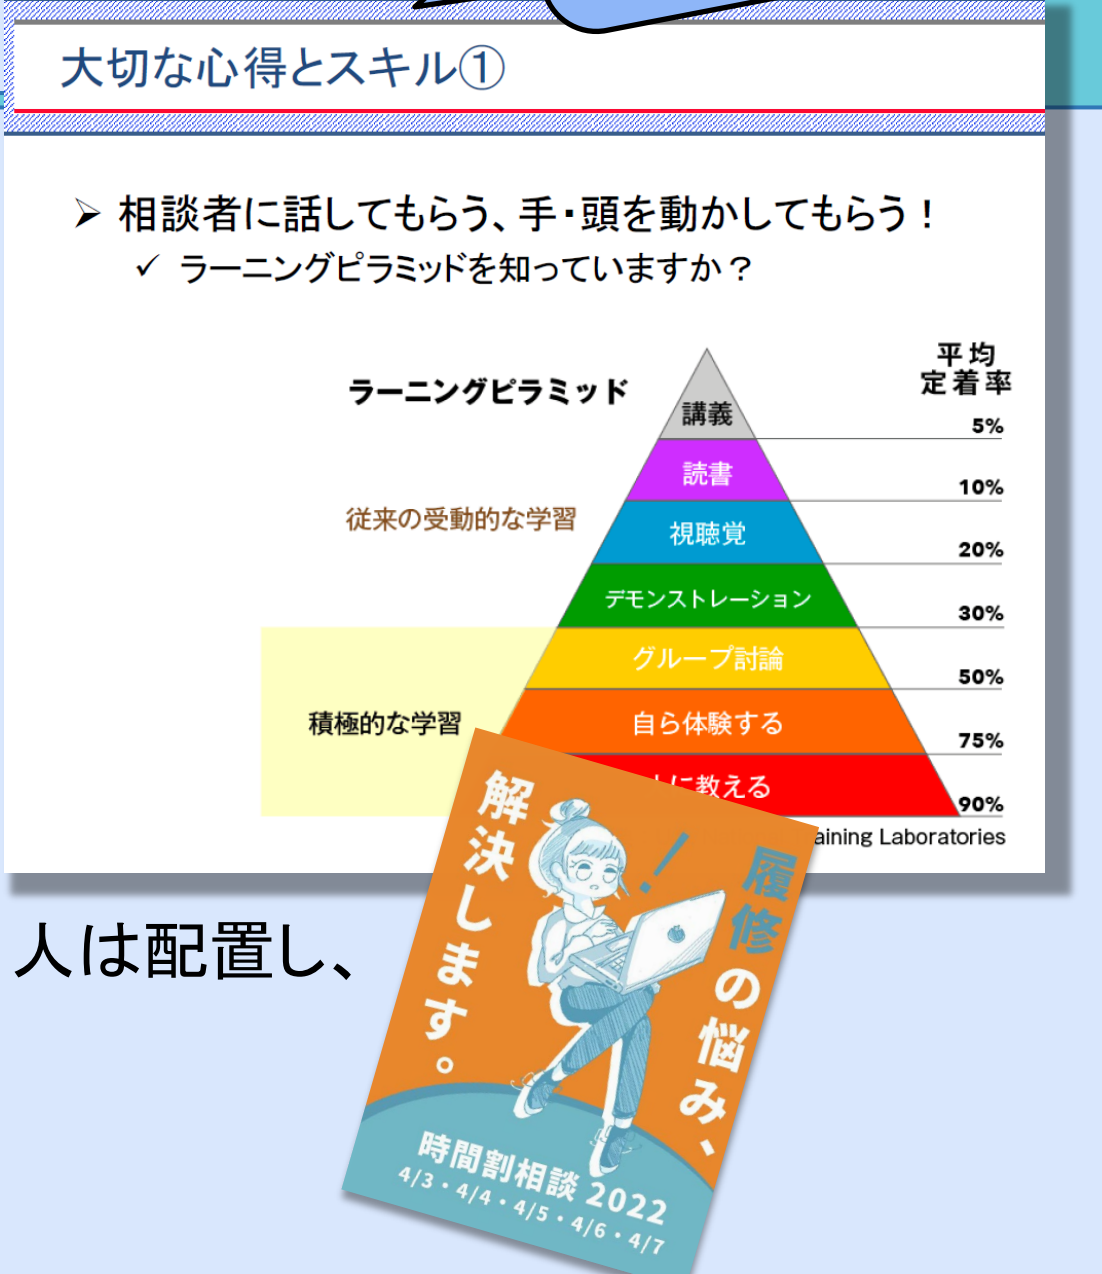 大切な心得とスキル①
➢ 相談者に話してもらう、手・頭を動かしてもらう！
✓ ラーニングピラミッドを知っていますか？
ラーニングピラミッド
平均
定着率
講義
5%
読書
10%
従来の受動的な学習
視聴覚
20%
デモンストレーション
30%
グループ討論
50%
積極的な学習
自ら体験する
75%
に教える
90%
Laboratories
人は配置し、
履修の悩み、
解決します。
！
時間割相談 2022
4/3・4/4・4/5・4/6・4/7